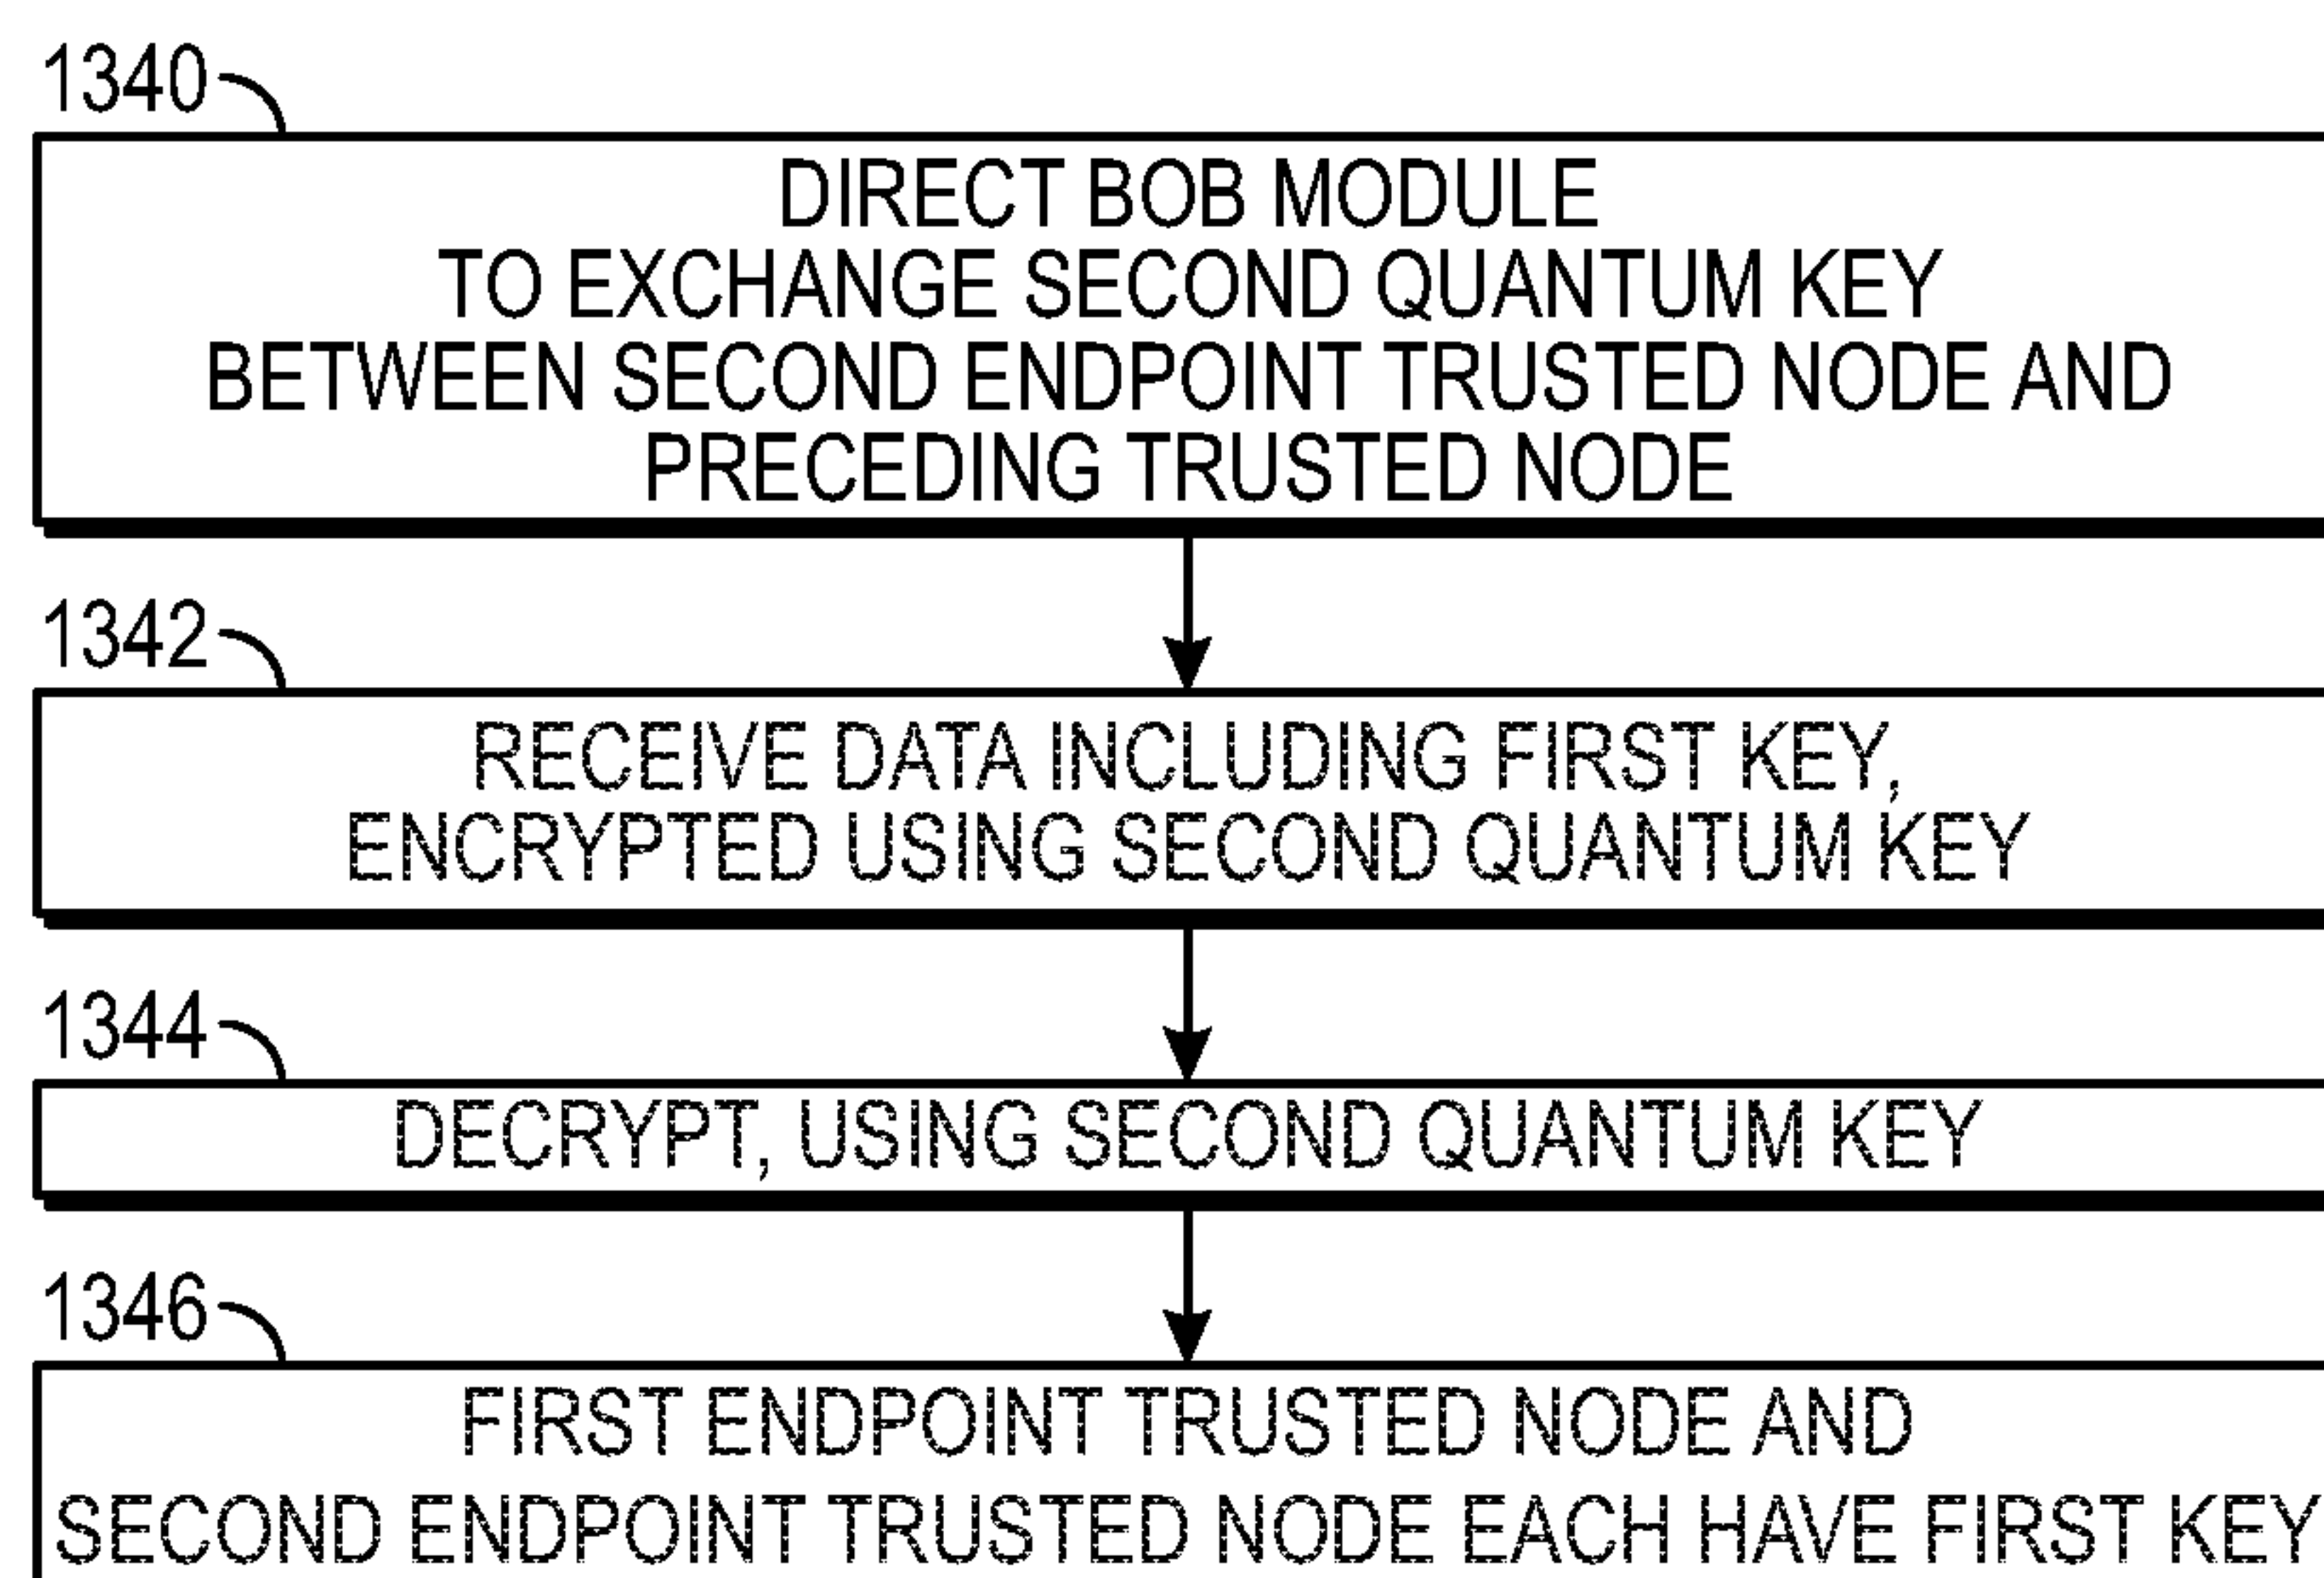 1340
DIRECT BOB MODULE
TO EXCHANGE SECOND QUANTUM KEY
BETWEEN SECOND ENDPOINT TRUSTED NODE AND
PRECEDING TRUSTED NODE
1342
RECEIVE DATA INCLUDING FIRST KEY,
ENCRYPTED USING SECOND QUANTUM KEY
1344
DECRYPT, USING SECOND QUANTUM KEY
1346
FIRST ENDPOINT TRUSTED NODE AND
SECOND ENDPOINT TRUSTED NODE EACH HAVE FIRST KEY